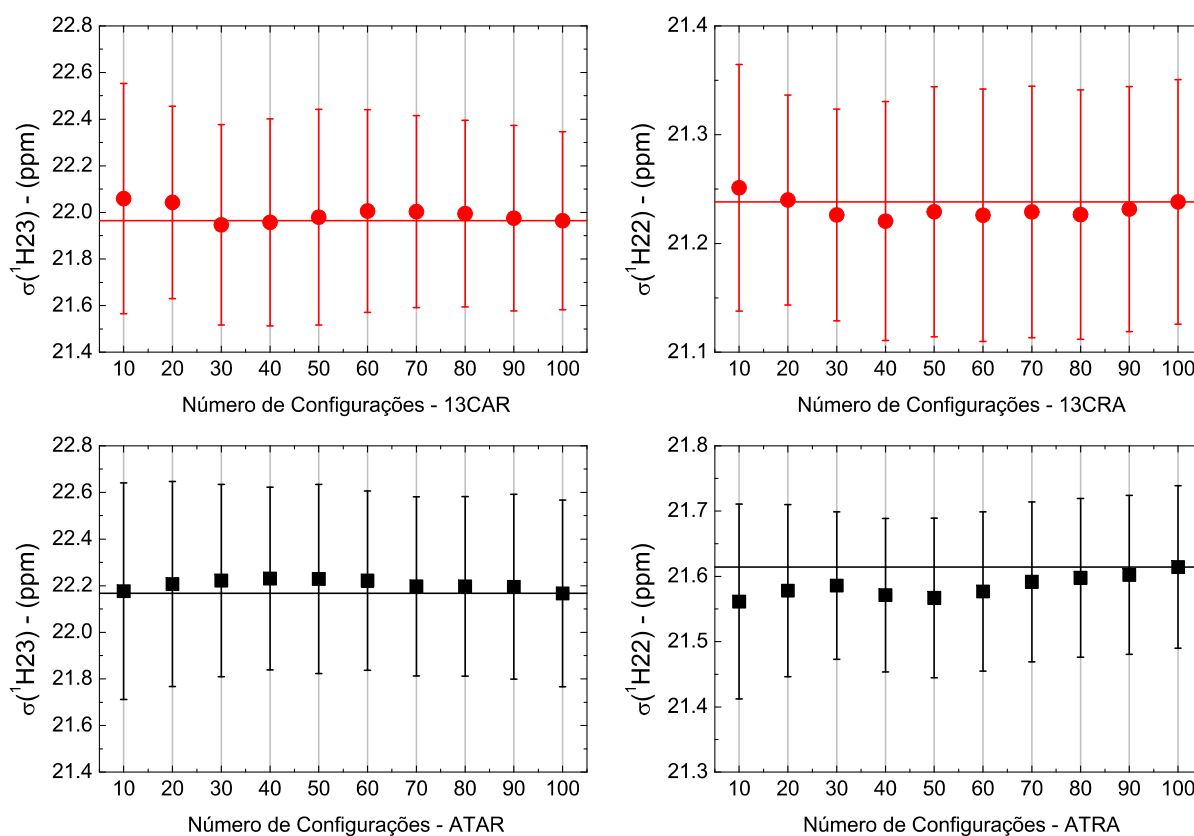 22.8
22.6
22.4
22.2
22.0
21.8
21.6
21.4
σ(¹H23) - (ppm)
10 20 30 40 50 60 70 80 90 100
Número de Configurações - 13CAR
21.4
21.3
21.2
21.1
σ(¹H22) - (ppm)
10 20 30 40 50 60 70 80 90 100
Número de Configurações - 13CRA
22.8
22.6
22.4
22.2
22.0
21.8
21.6
21.4
σ(¹H23) - (ppm)
10 20 30 40 50 60 70 80 90 100
Número de Configurações - ATAR
21.8
21.7
21.6
21.5
21.4
21.3
σ(¹H22) - (ppm)
10 20 30 40 50 60 70 80 90 100
Número de Configurações - ATRA